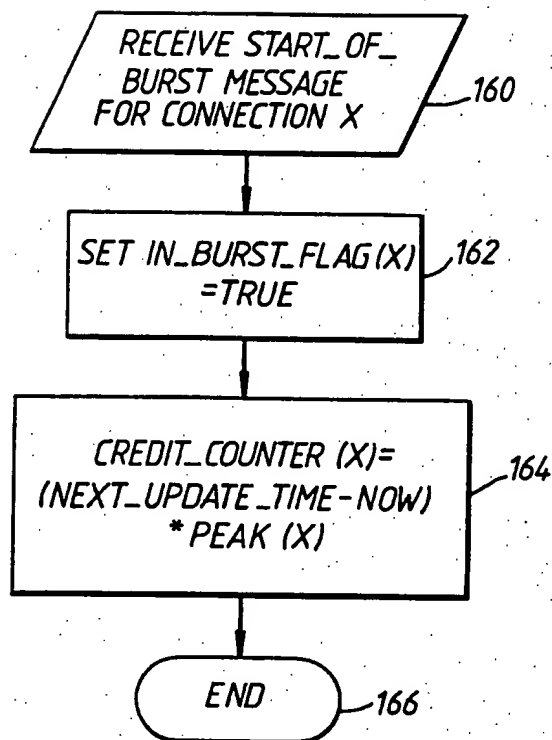 RECEIVE START_OF_
BURST MESSAGE
FOR CONNECTION X
160
SET IN_BURST_FLAG (X)
=TRUE
162
CREDIT_COUNTER (X)=
(NEXT_UPDATE_TIME-NOW)
* PEAK (X)
164
END
166